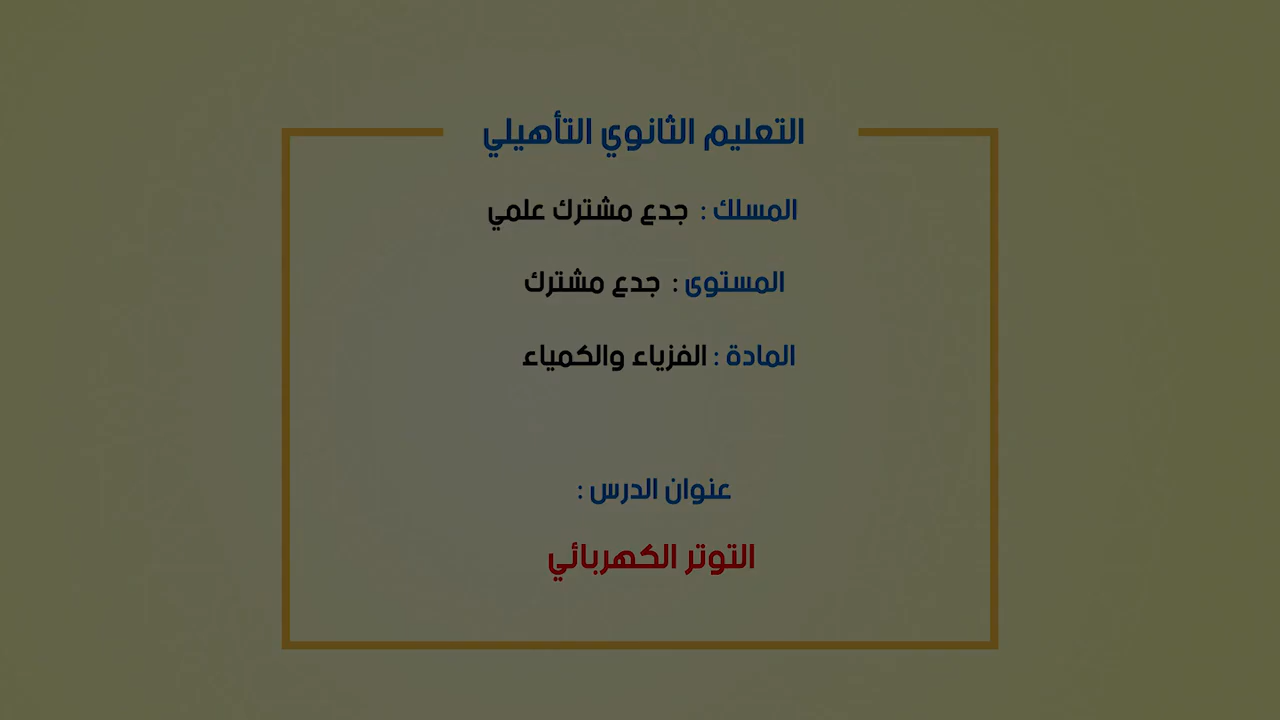 التعليم الثانوي التأهيلي
المسلك : جدع مشترك علمي
المستوى : جدع مشترك
المادة : الفزياء والكمياء
عنوان الدرس :
التوتر الكهربائي